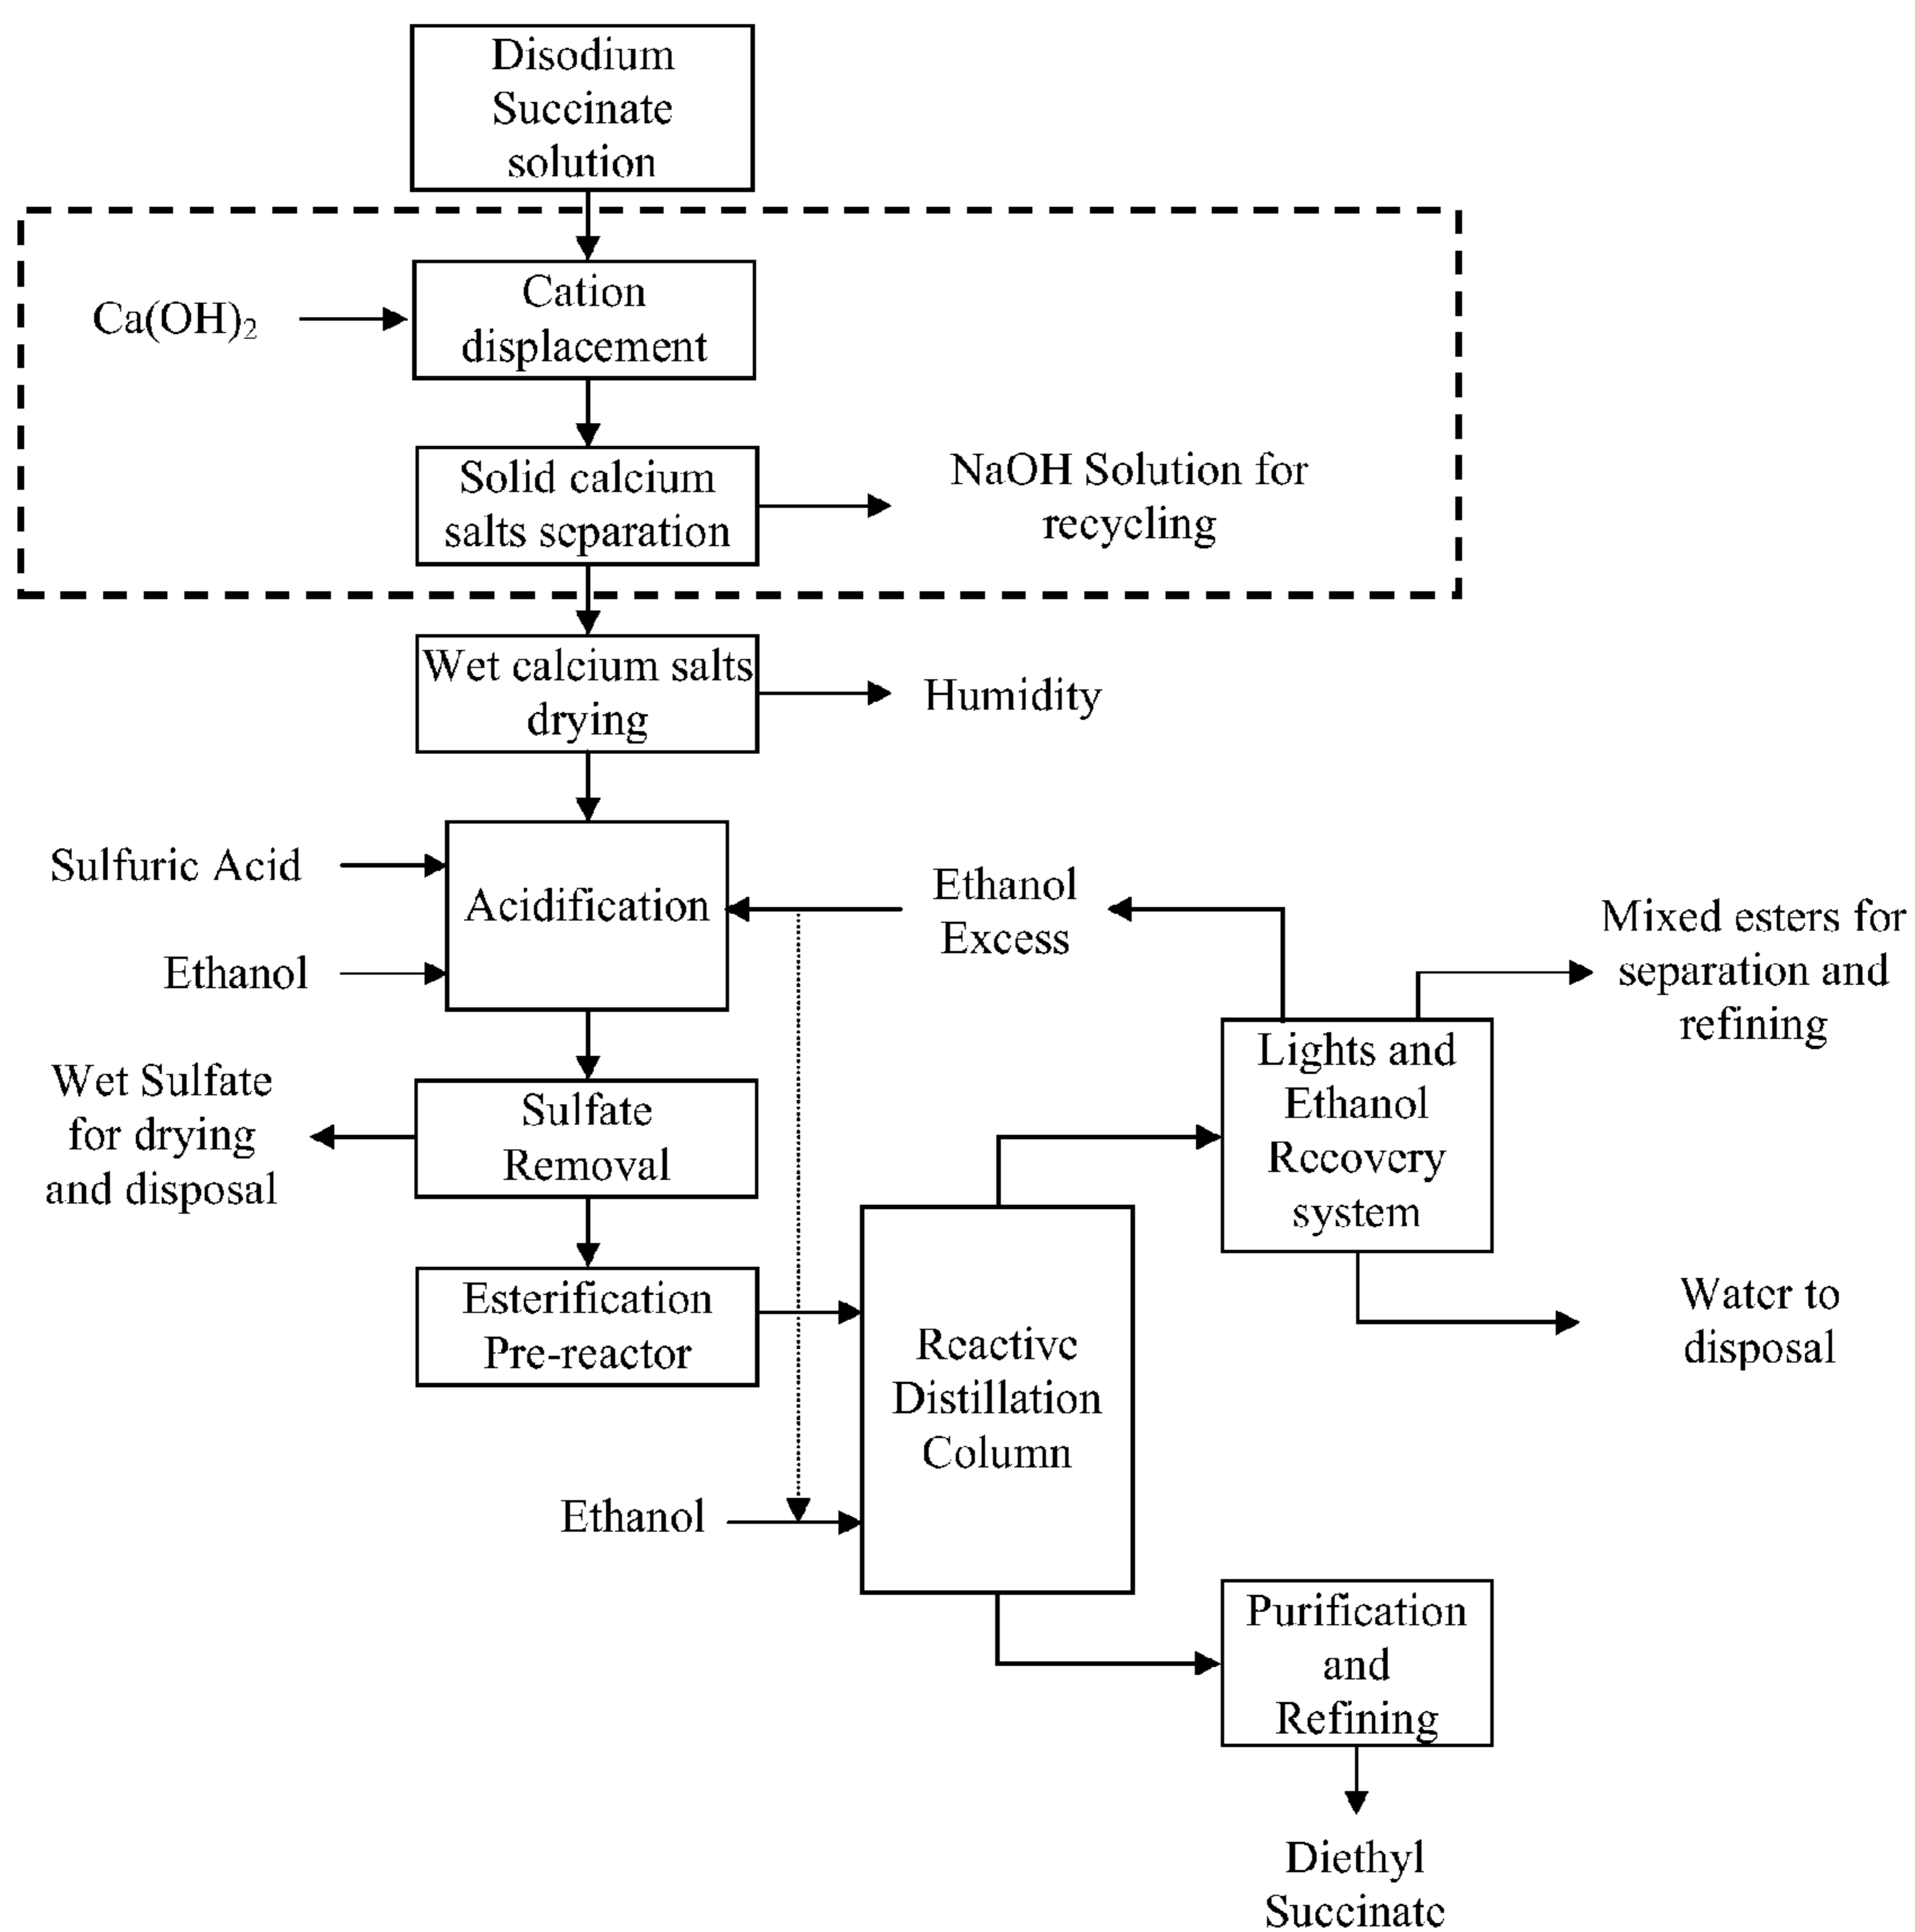 Disodium
Succinate
solution
Ca(OH)₂
Cation
displacement
Solid calcium
salts separation
NaOH Solution for
recycling
Wet calcium salts
drying
Humidity
Sulfuric Acid
Ethanol
Acidification
Ethanol
Excess
Mixed esters for
separation and
refining
Wet Sulfate
for drying
and disposal
Sulfate
Removal
Lights and
Ethanol
Recovery
system
Esterification
Pre-reactor
Reactive
Distillation
Column
Water to
disposal
Ethanol
Purification
and
Refining
Diethyl
Succinate